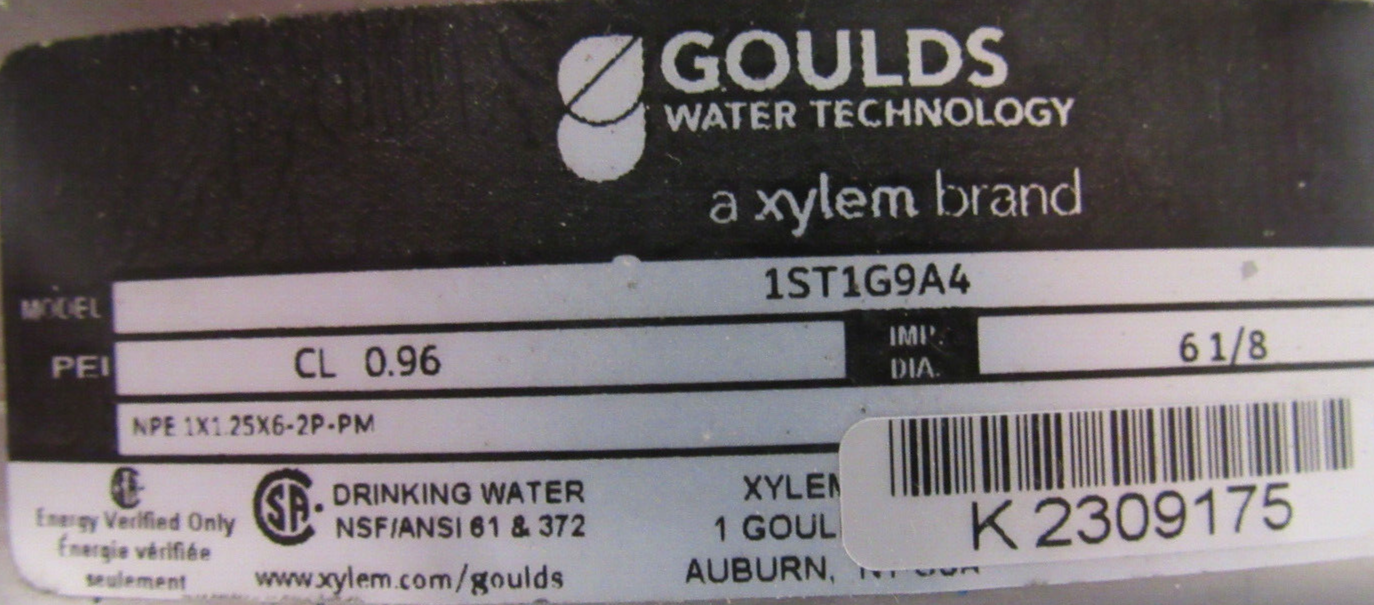 GOULDS
WATER TECHNOLOGY
a xylem brand
MODEL 1ST1G9A4
PEI CL 0.96 IMP. DIA. 6 1/8
NPE 1X1.25X6-2P-PM
Energy Verified Only
Énergie vérifiée
seulement
SA
DRINKING WATER
NSF/ANSI 61 & 372
www.xylem.com/goulds
XYLEM
1 GOUL
AUBURN,
K 2309175